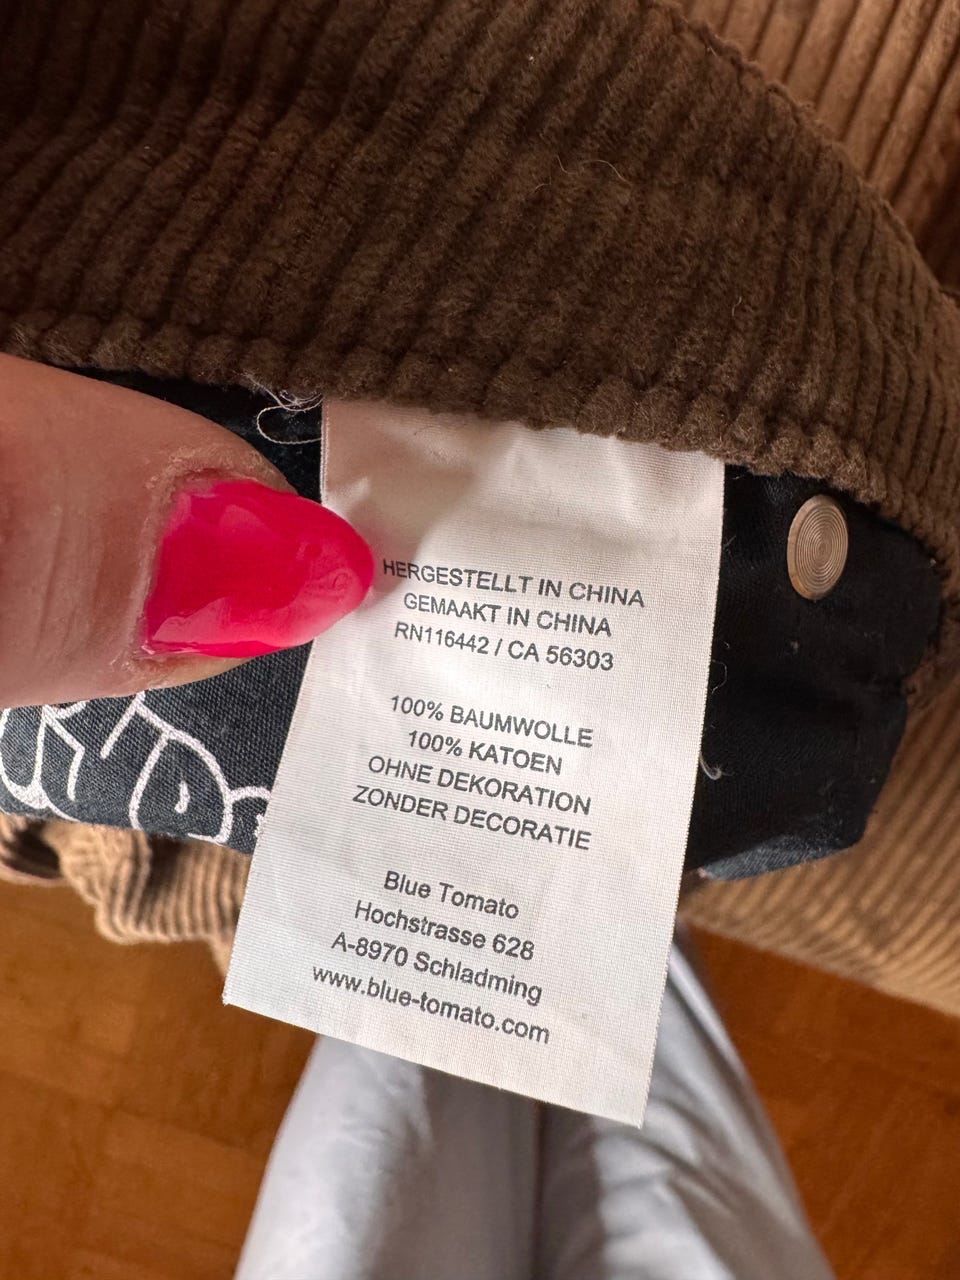 HERGESTELLT IN CHINA
GEMAAKT IN CHINA
RN116442 / CA 56303
100% BAUMWOLLE
100% KATOEN
OHNE DEKORATION
ZONDER DECORATIE
Blue Tomato
Hochstrasse 628
A-8970 Schladming
www.blue-tomato.com